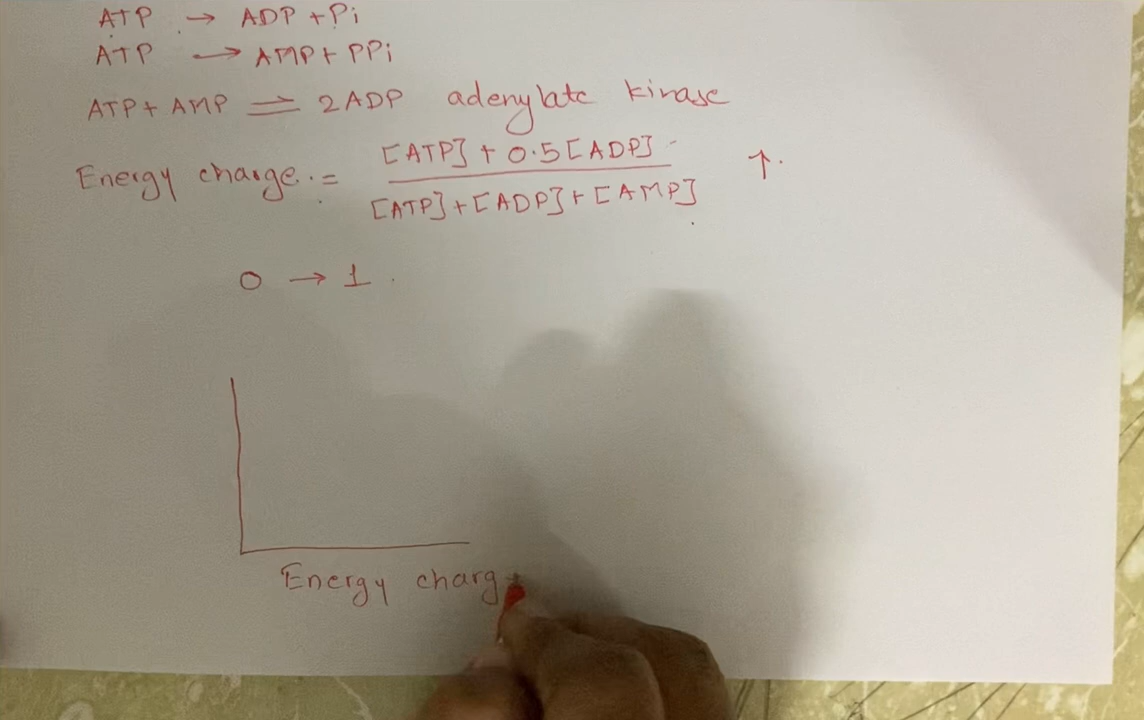 ATP → ADP + Pi
ATP → AMP + PPi
ATP + AMP ⇌ 2ADP adenylate kinase
Energy charge = [ATP] + 0.5[ADP] ↑
[ATP] + [ADP] + [AMP]
0 → 1
Energy charg